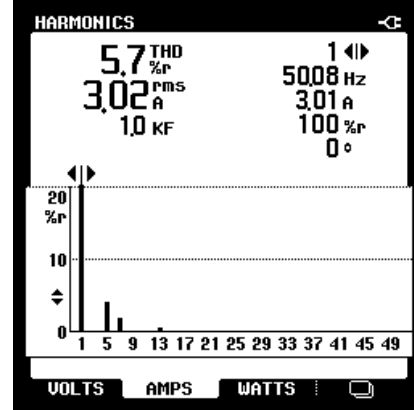 HARMONICS
5.7 THD %r
3.02 rms A
1.0 KF
1
50.08 Hz
3.01 A
100 %r
0 °
20
%r
10
0
1 5 9 13 17 21 25 29 33 37 41 45 49
VOLTS AMPS WATTS